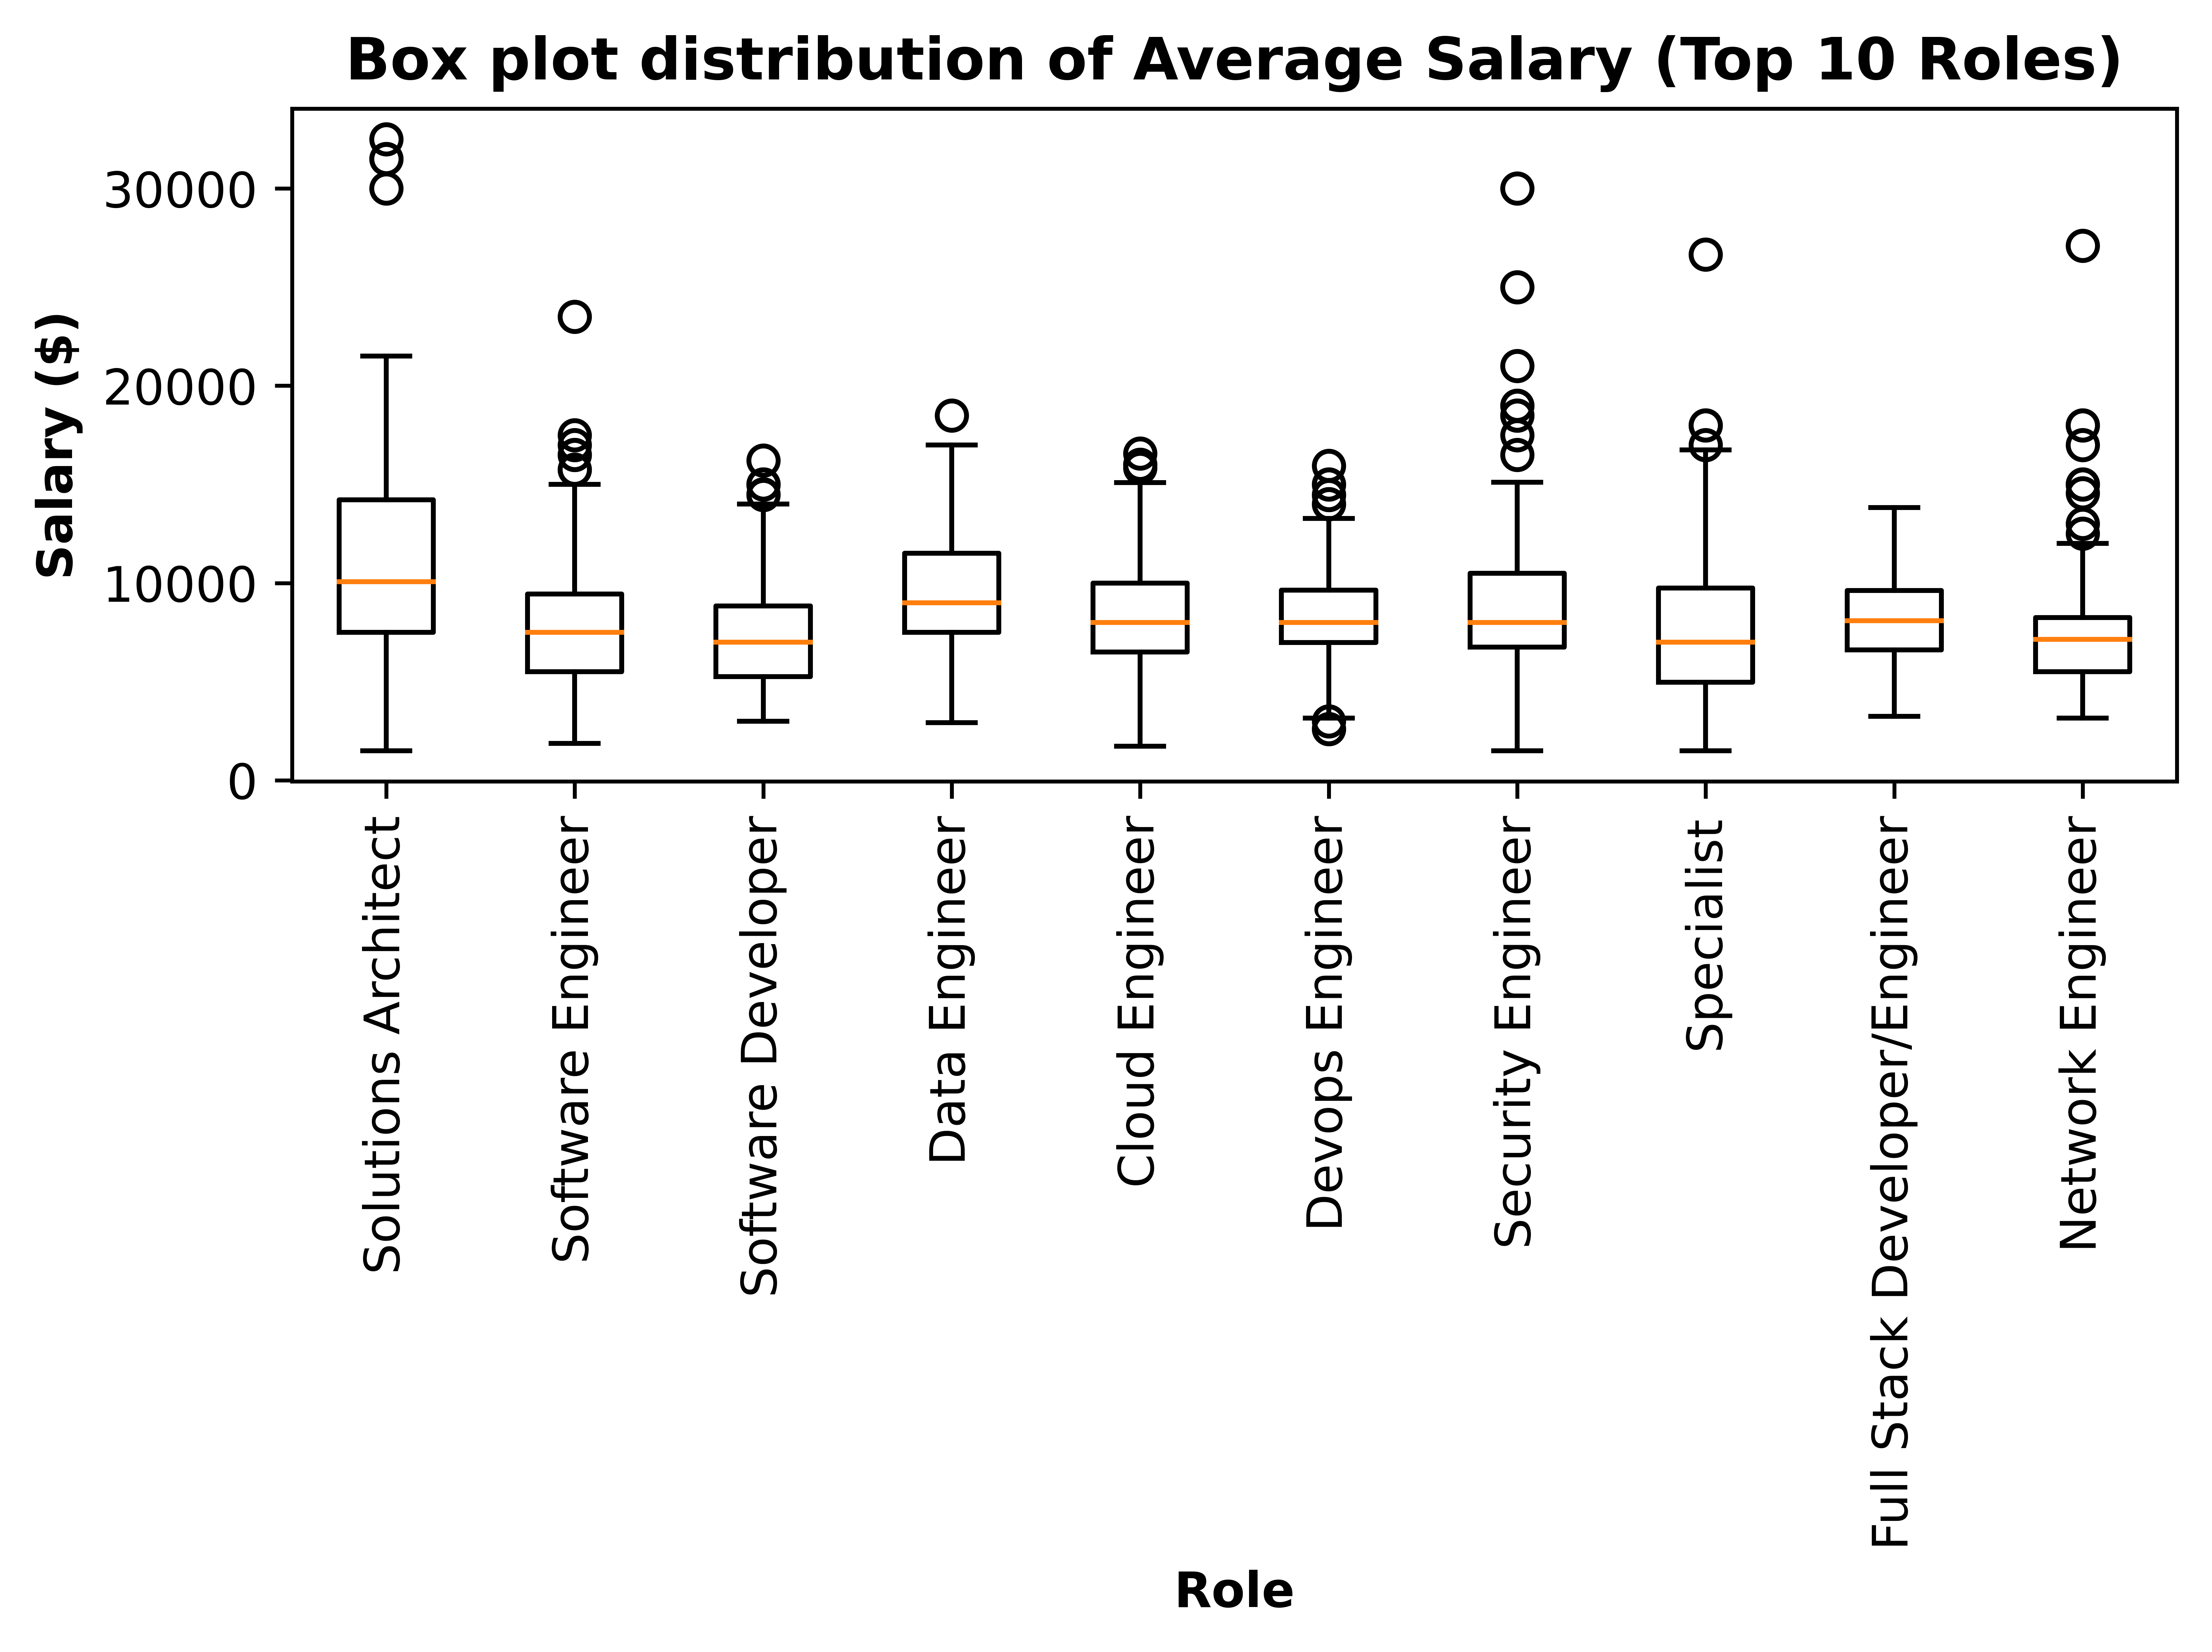 Box plot distribution of Average Salary (Top 10 Roles)
Salary ($)
30000
20000
10000
0
Solutions Architect
Software Engineer
Software Developer
Data Engineer
Cloud Engineer
Devops Engineer
Security Engineer
Specialist
Full Stack Developer/Engineer
Network Engineer
Role